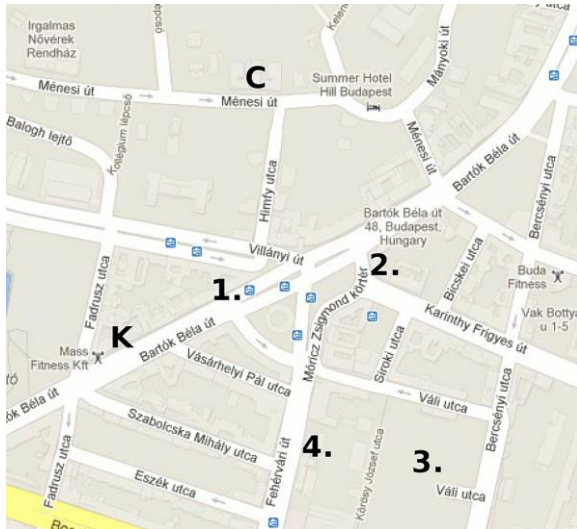 Irgalmas
Nővérek
Rendház
Ménesi út
Balogh lejtő
Kollégium lépcső
C
Ménesi út
Summer Hotel
Hill Budapest
Mányoki út
Ménesi út
Himfy utca
Bartók Béla út
Bercsényi utca
Bartók Béla út
48, Budapest,
Hungary
Villányi út
1.
2.
Bicskei utca
Buda
Fitness
Vak Bottyá
u 1-5
Fadrusz utca
K
Mass
Fitness Kft
Bartók Béla út
Móricz Zsigmond körtér
Karinthy Frigyes út
Vásárhelyi Pál utca
Siroki utca
Váli utca
Bercsényi utca
tók Béla út
Szabolcska Mihály utca
Fadrusz utca
Eszék utca
Fehérvári út
4.
Kőrösy József utca
3.
Váli utca